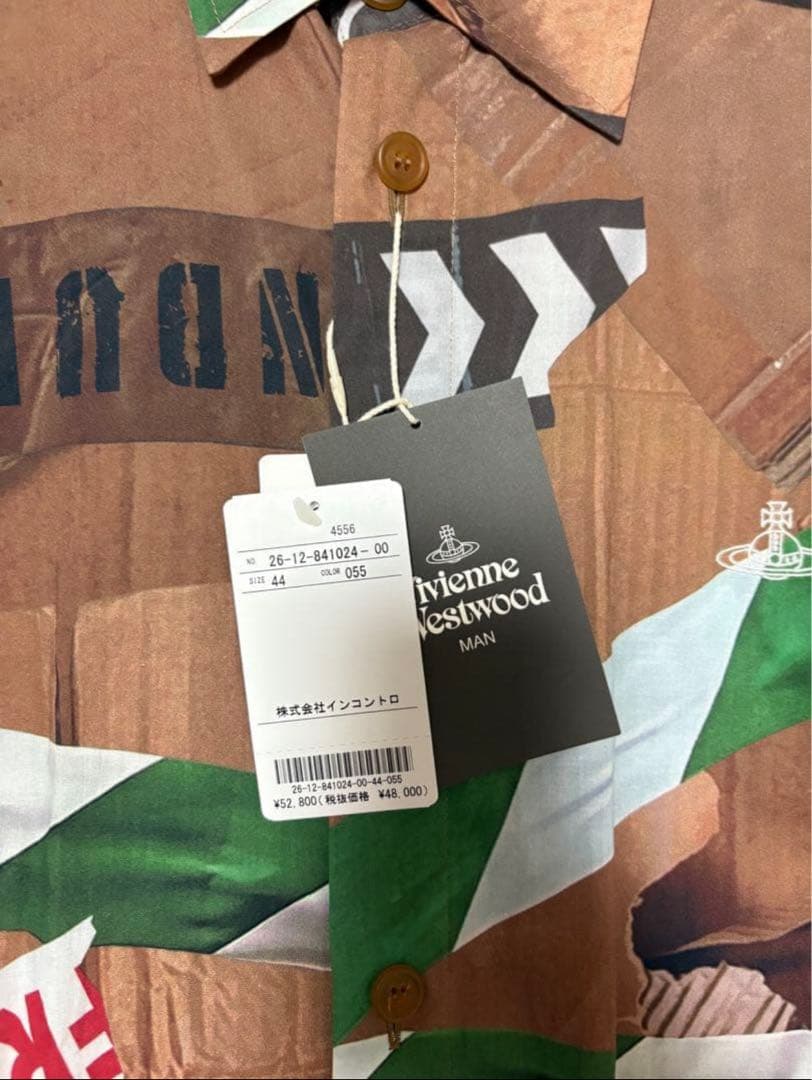 NDUI
4556
NO. 26-12-841024-00
SIZE 44 COLOR 055
株式会社インコントロ
26-12-841024-00-44-055
¥52,800(税抜価格 ¥48,000)
Vivienne
Westwood
MAN